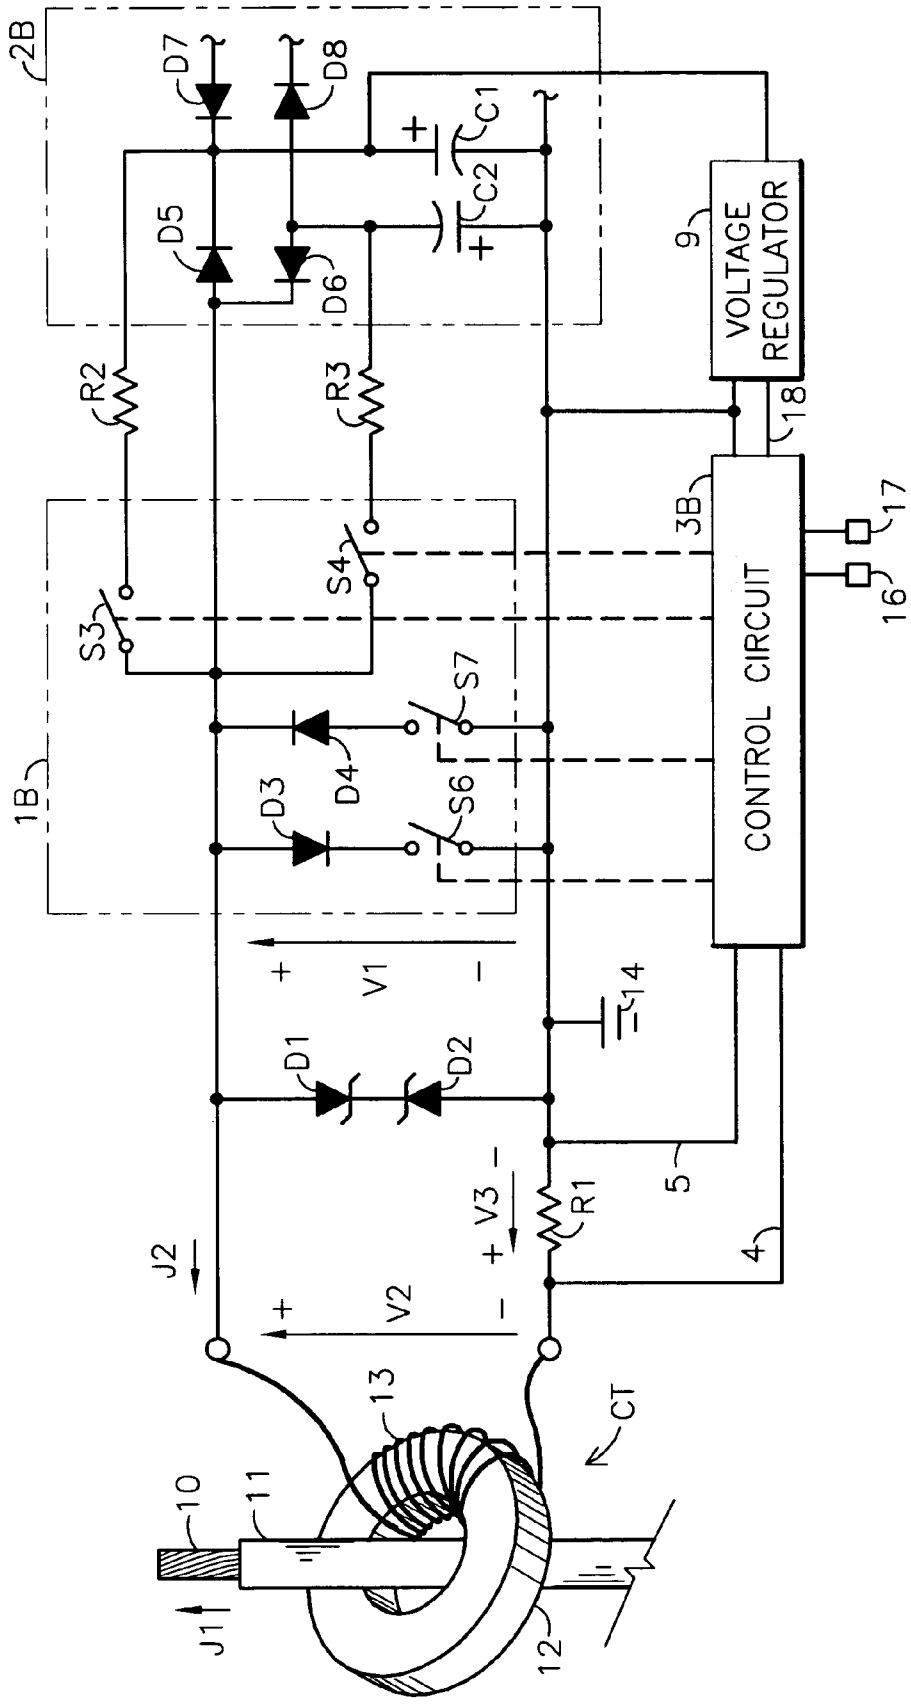 2B
D7
D8
1B
D5
D6
+
C1
C2
+
R2
R3
S3
S4
S7
S6
D4
D3
+
V1
-
D1
D2
14
J2
+
V2
-
+
V3
-
R1
5
4
VOLTAGE
REGULATOR
9
18
3B
CONTROL CIRCUIT
17
16
10
11
13
J1
12
CT